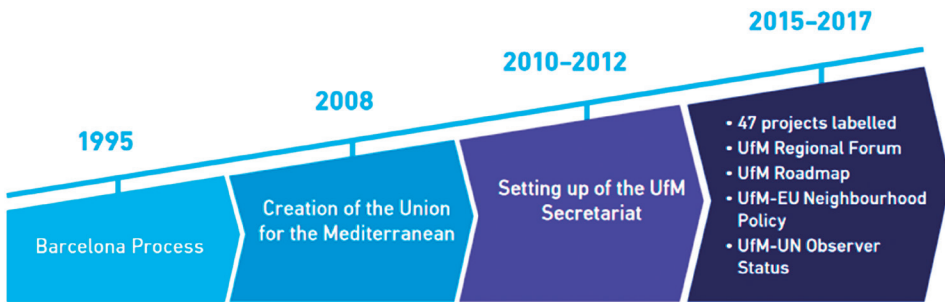 1995
2008
2010–2012
2015–2017
Barcelona Process
Creation of the Union
for the Mediterranean
Setting up of the UfM
Secretariat
• 47 projects labelled
• UfM Regional Forum
• UfM Roadmap
• UfM-EU Neighbourhood
Policy
• UfM-UN Observer
Status